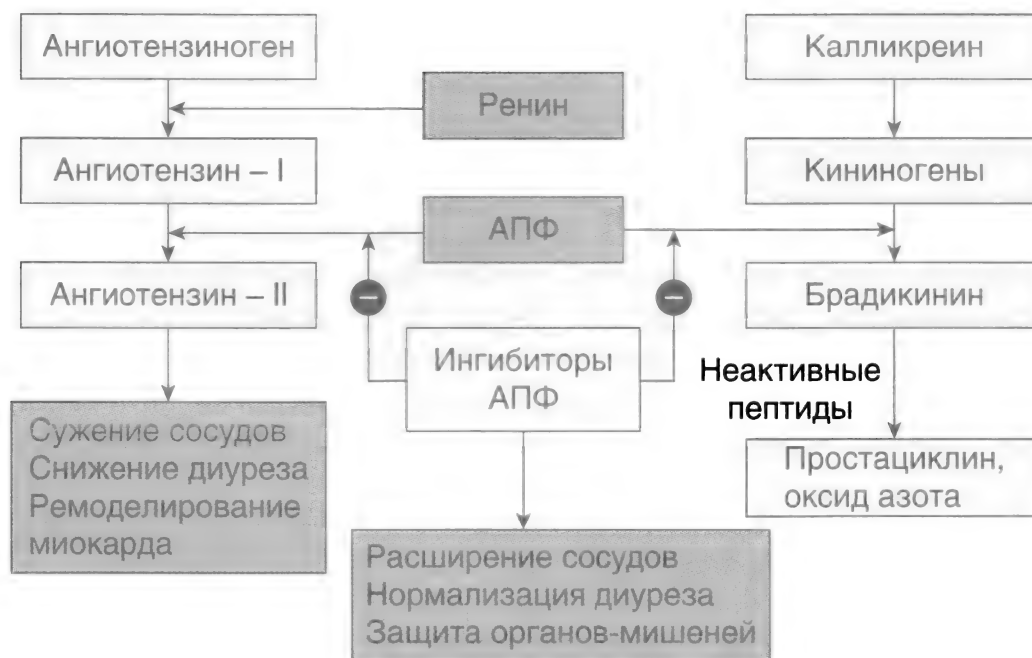 Ангиотензиноген
Калликреин
Ренин
Ангиотензин – I
Кининогены
АПФ
Ангиотензин – II
Брадикинин
Ингибиторы
АПФ
Неактивные
пептиды
Сужение сосудов
Снижение диуреза
Ремоделирование
миокарда
Простациклин,
оксид азота
Расширение сосудов
Нормализация диуреза
Защита органов-мишеней